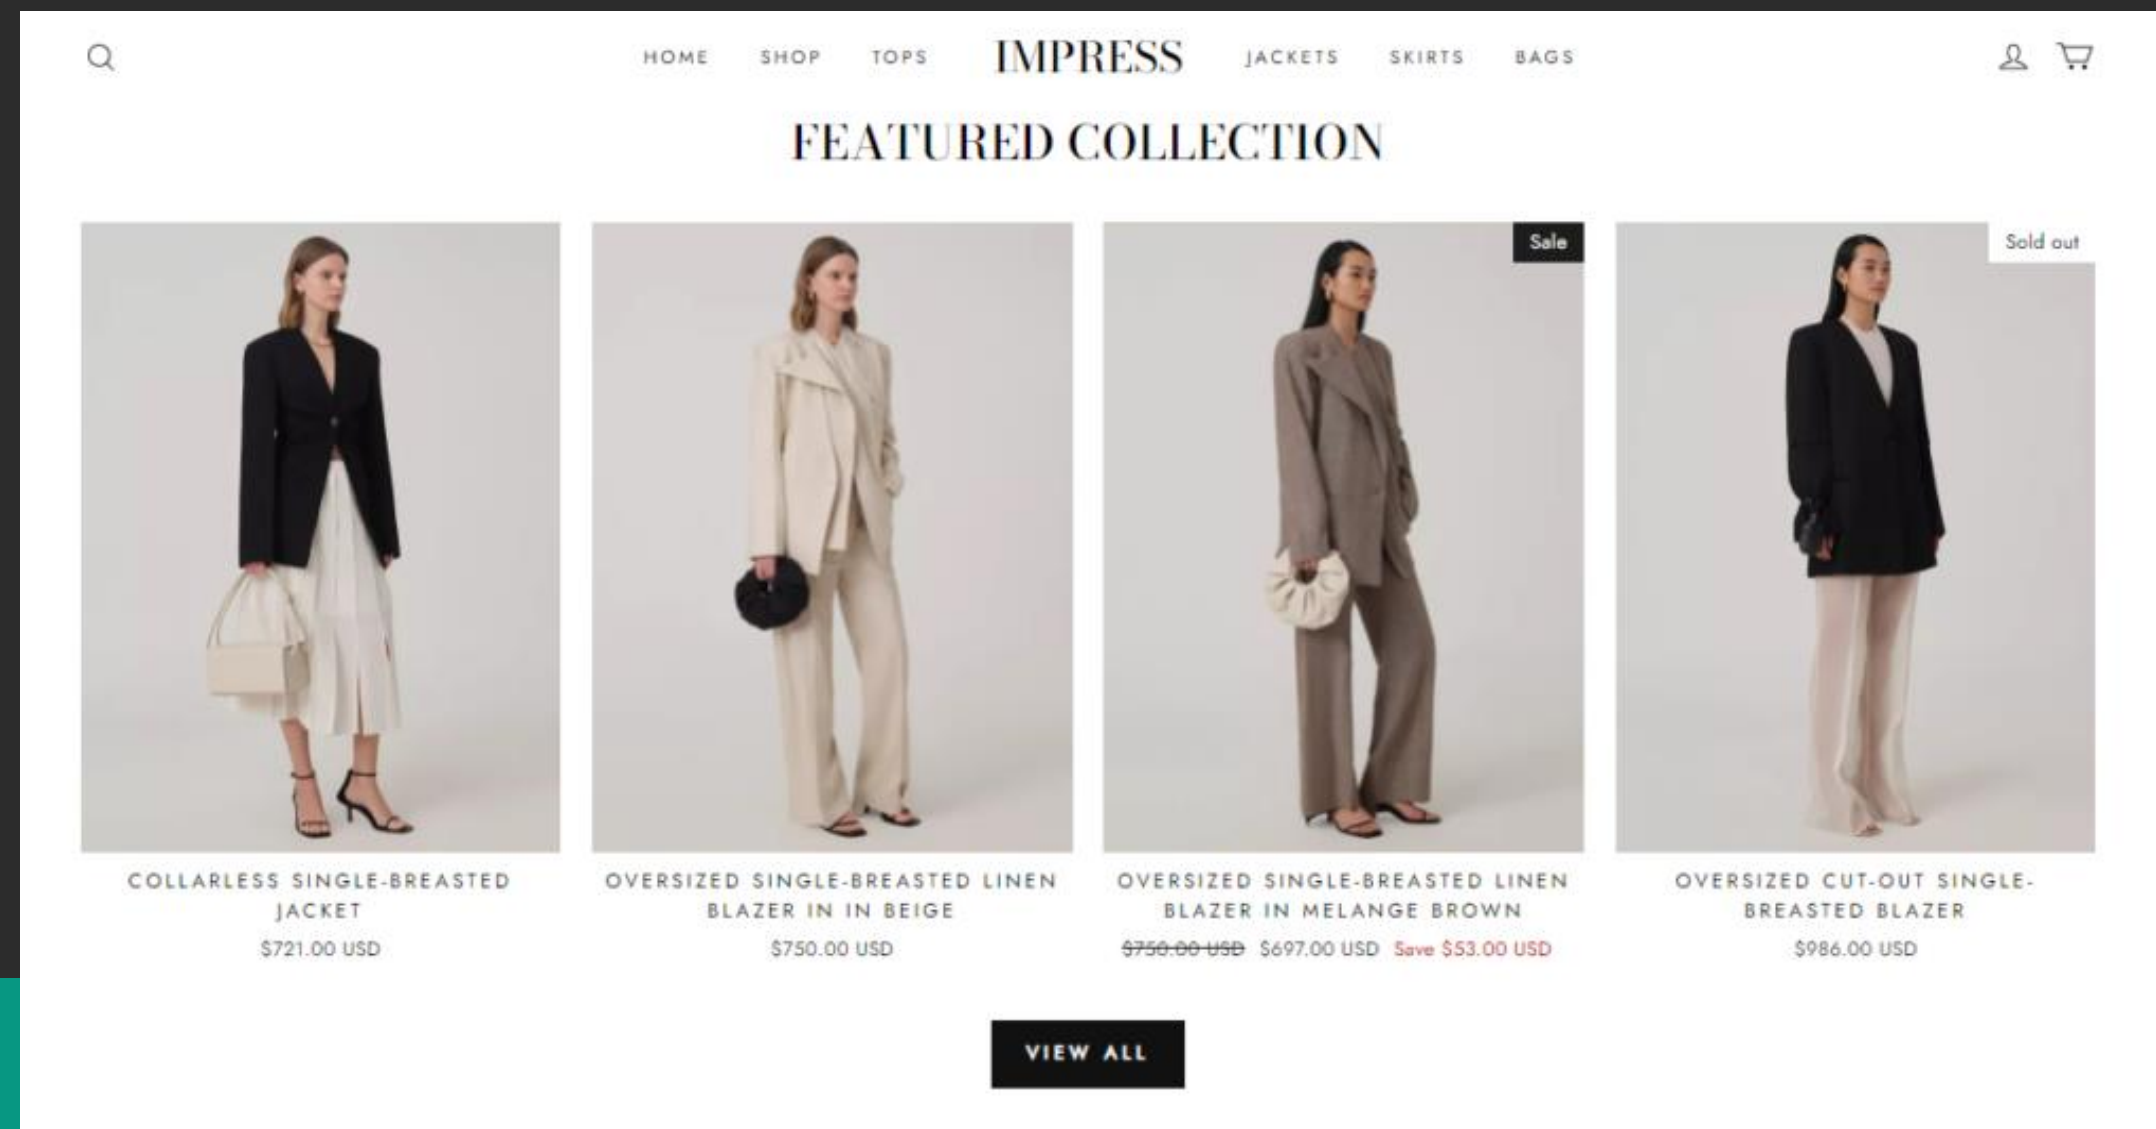 HOME SHOP TOPS IMPRESS JACKETS SKIRTS BAGS
FEATURED COLLECTION
Sale
Sold out
COLLARLESS SINGLE-BREASTED
JACKET
$721.00 USD
OVERSIZED SINGLE-BREASTED LINEN
BLAZER IN IN BEIGE
$750.00 USD
OVERSIZED SINGLE-BREASTED LINEN
BLAZER IN MELANGE BROWN
$750.00 USD $697.00 USD Save $53.00 USD
OVERSIZED CUT-OUT SINGLE-
BREASTED BLAZER
$986.00 USD
VIEW ALL